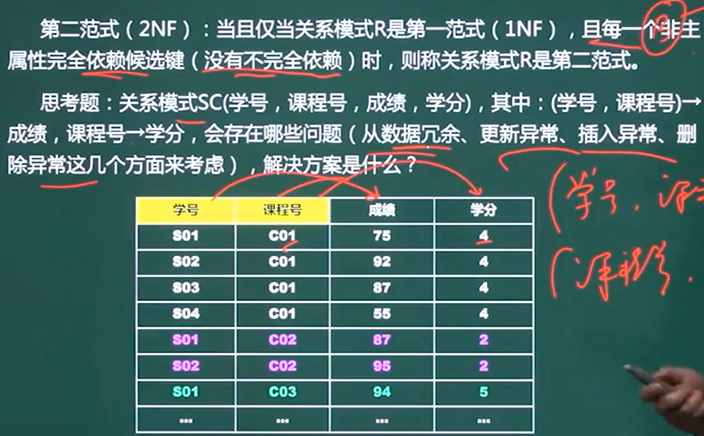 第二范式（2NF）：当且仅当关系模式R是第一范式（1NF），且每一个非主
属性完全依赖候选键（没有不完全依赖）时，则称关系模式R是第二范式。
思考题：关系模式SC(学号，课程号，成绩，学分)，其中：(学号，课程号)→
成绩，课程号→学分，会存在哪些问题（从数据冗余、更新异常、插入异常、删
除异常这几个方面来考虑），解决方案是什么？
学号 课程号 成绩 学分
S01 C01 75 4
S02 C01 92 4
S03 C01 87 4
S04 C01 55 4
S01 C02 87 2
S02 C02 95 2
S01 C03 94 5
... ... ... ...
(学号，课
(课程号，